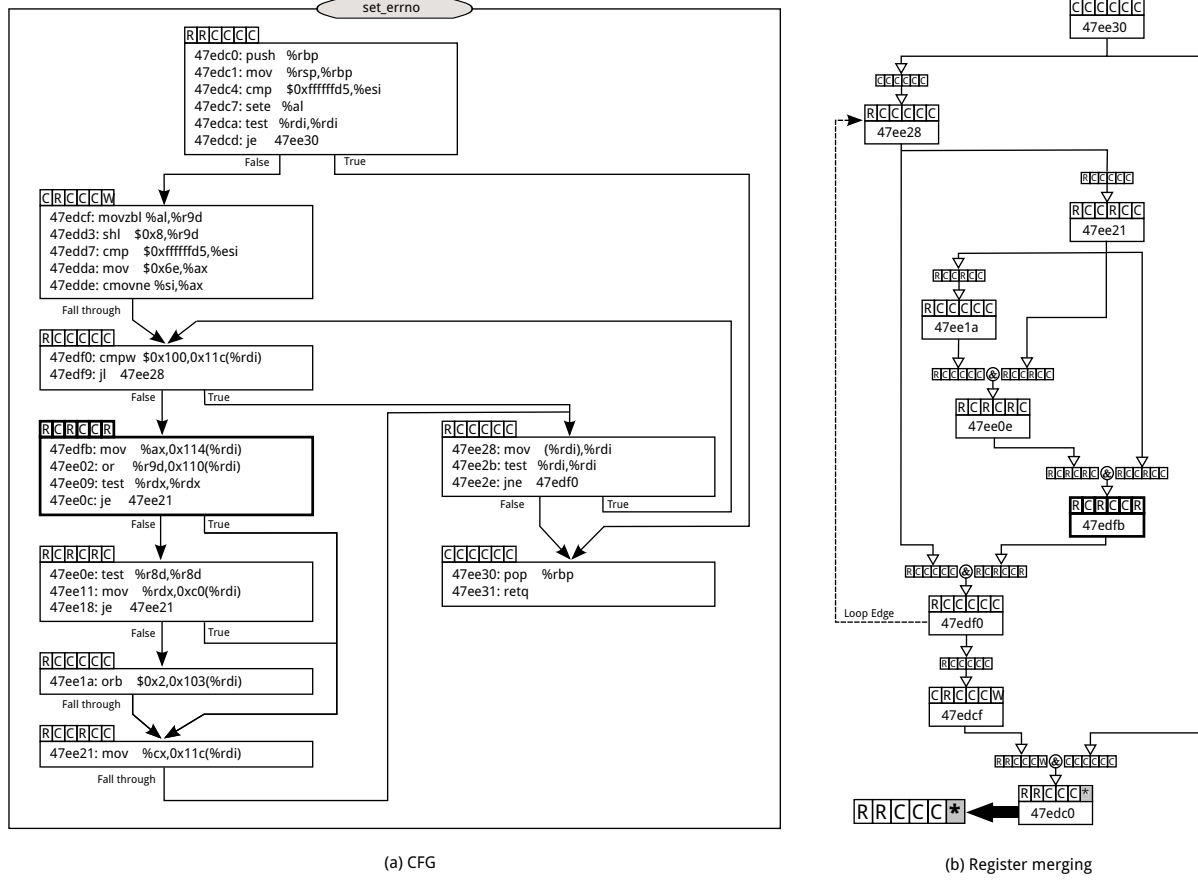 set_errno
RRCCCC
47edc0: push %rbp
47edc1: mov %rsp,%rbp
47edc4: cmp $0xffffffd5,%esi
47edc7: sete %al
47edca: test %rdi,%rdi
47edcd: je 47ee30
False
True
CRCCCW
47edcf: movzbl %al,%r9d
47edd3: shl $0x8,%r9d
47edd7: cmp $0xffffffd5,%esi
47edda: mov $0x6e,%ax
47edde: cmovne %si,%ax
Fall through
RCCCCC
47edf0: cmpw $0x100,0x11c(%rdi)
47edf9: jl 47ee28
False
True
RCRCCR
47edfb: mov %ax,0x114(%rdi)
47ee02: or %r9d,0x110(%rdi)
47ee09: test %rdx,%rdx
47ee0c: je 47ee21
False
True
RCRCRC
47ee0e: test %r8d,%r8d
47ee11: mov %rdx,0xc0(%rdi)
47ee18: je 47ee21
False
True
RCCCCC
47ee1a: orb $0x2,0x103(%rdi)
Fall through
RCCRCC
47ee21: mov %cx,0x11c(%rdi)
Fall through
RCCCCC
47ee28: mov (%rdi),%rdi
47ee2b: test %rdi,%rdi
47ee2e: jne 47edf0
False
True
CCCCCC
47ee30: pop %rbp
47ee31: retq
(a) CFG
CCCCCC
47ee30
CCCCCC
RCCCCC
47ee28
RCCCCC
RCCRCC
47ee21
RCCRCC
RCCCCC
47ee1a
RCCCCC & RCCRCC
RCRCRC
47ee0e
RCRCRC & RCCRCC
RCRCCR
47edfb
RCCCCC & RCRCCR
RCCCCC
47edf0
Loop Edge
RCCCCC
CRCCCW
47edcf
RRCCCW & CCCCCC
RRCCC*
47edc0
RRCCC*
(b) Register merging